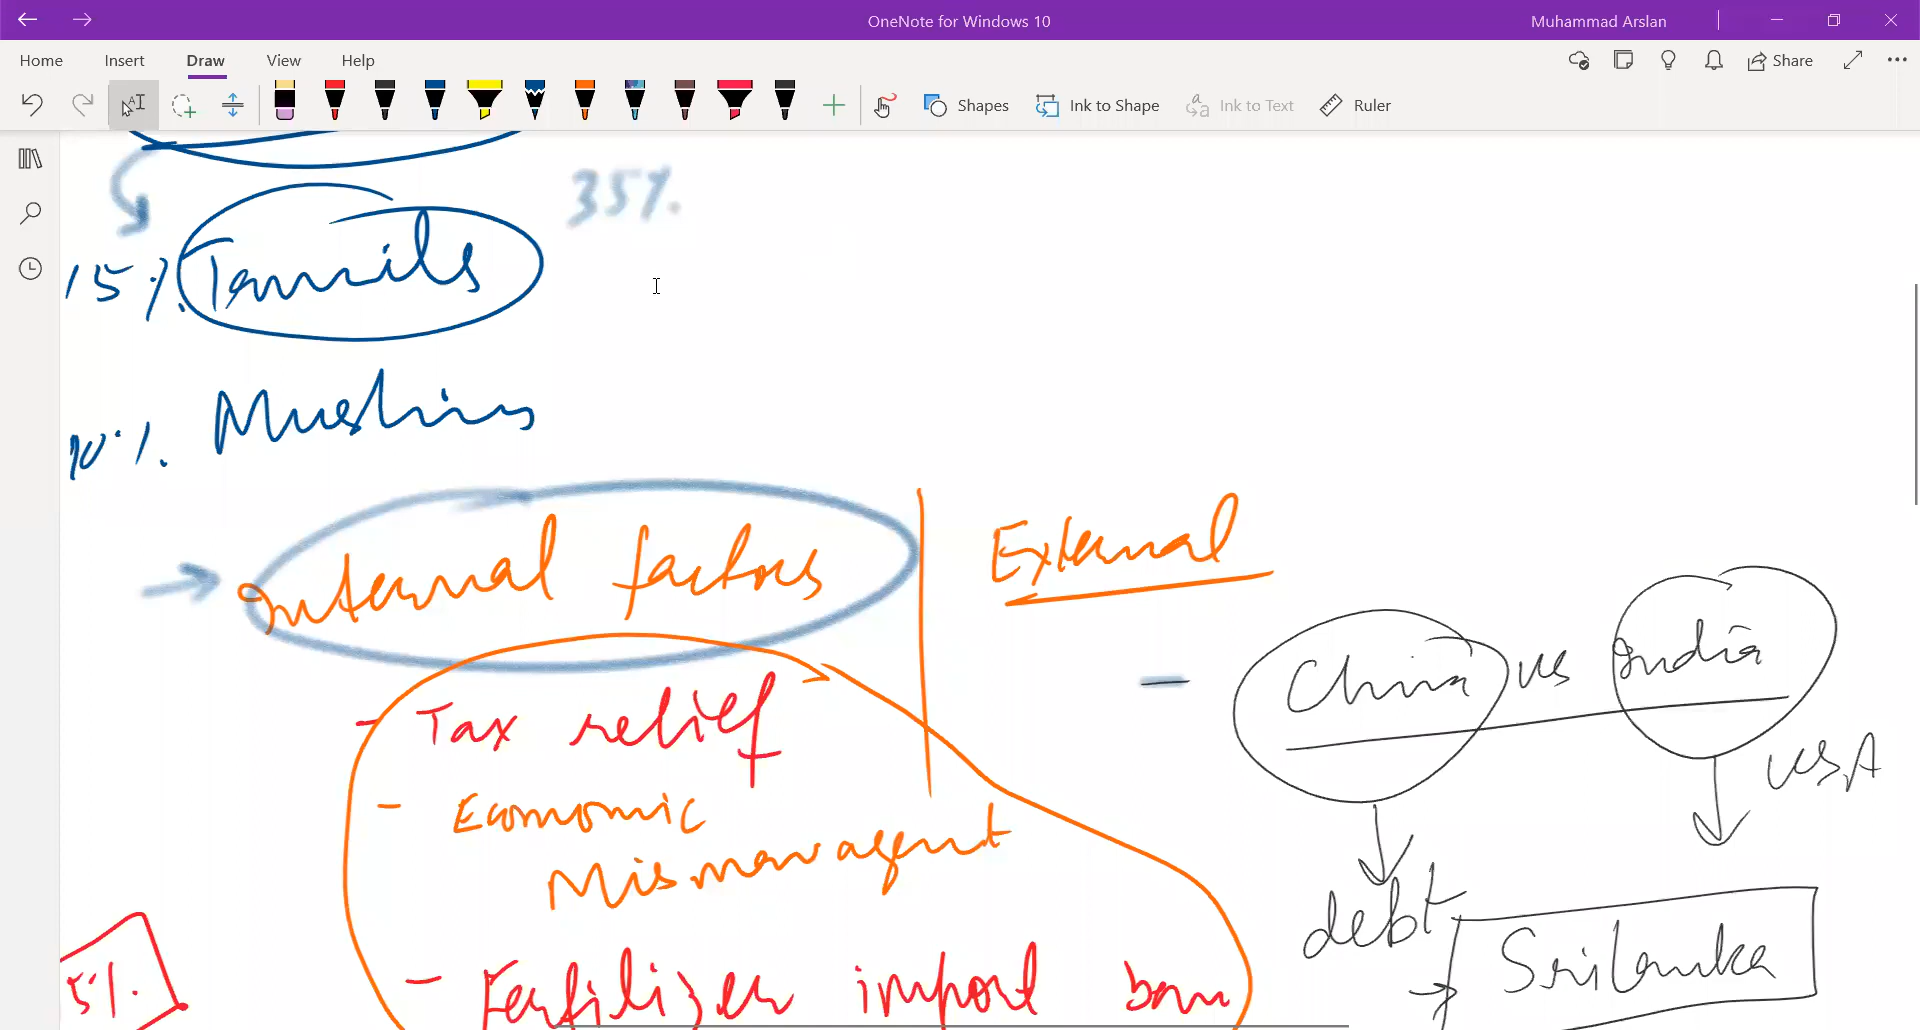 OneNote for Windows 10
Muhammad Arslan
Home Insert Draw View Help
Share
Shapes Ink to Shape Ink to Text Ruler
35%.
15%. Tamils
10%. Muslims
Internal factors
External
China vs India
USA
- Tax relief
- Economic
Mismanagent
debt
Srilanka
5%.
- Fertilizer import ban